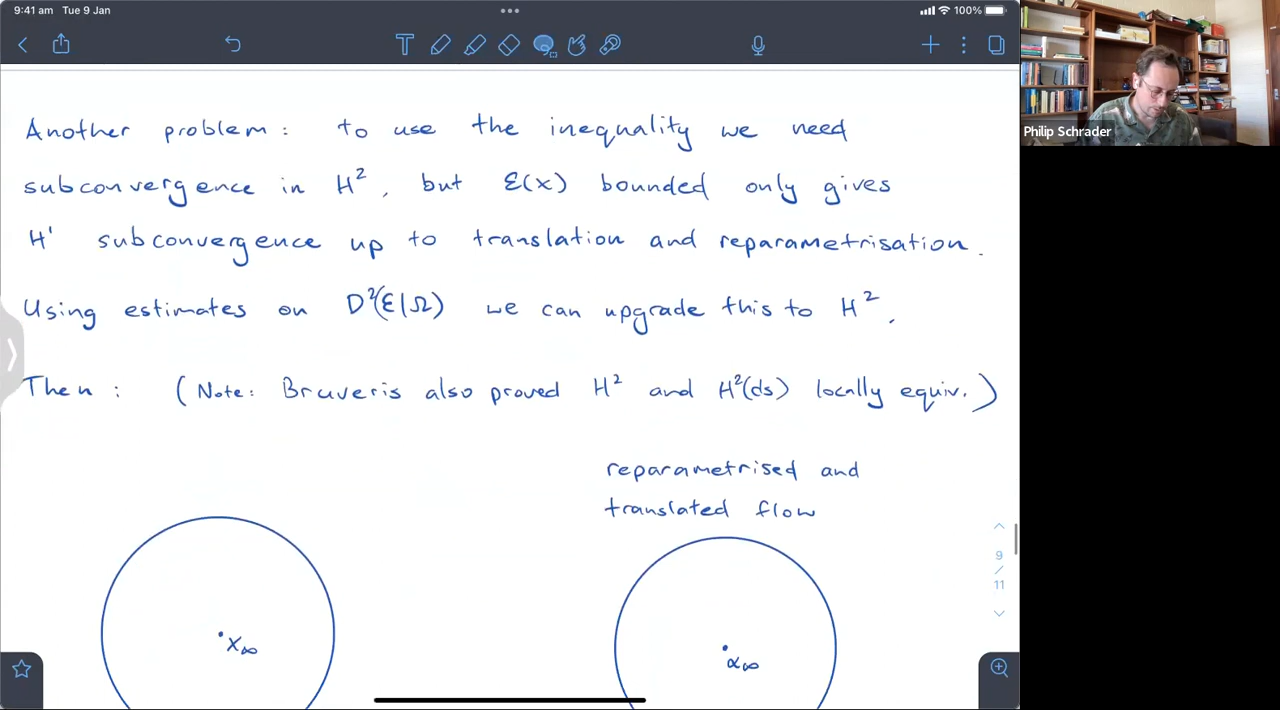 9:41 am Tue 9 Jan
100%
Philip Schrader
Another problem: to use the inequality we need
subconvergence in H², but ℰ(x) bounded only gives
H¹ subconvergence up to translation and reparametrisation.
Using estimates on D²(ℰ|Ω) we can upgrade this to H².
Then: (Note: Bruveris also proved H² and H²(ds) locally equiv.)
reparametrised and
translated flow
x∞
α∞
9
/
11